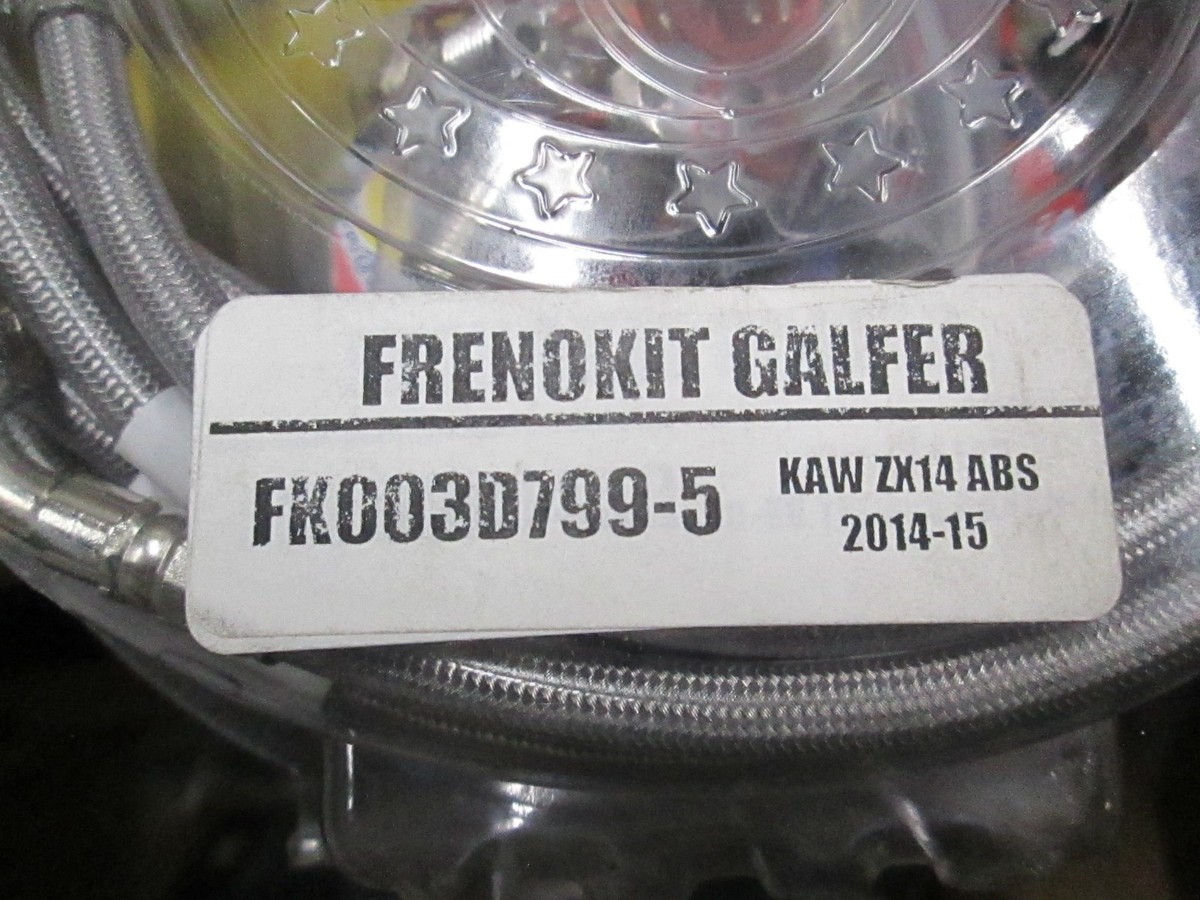 FRENOKIT GALFER
FK003D799-5
KAW ZX14 ABS
2014-15